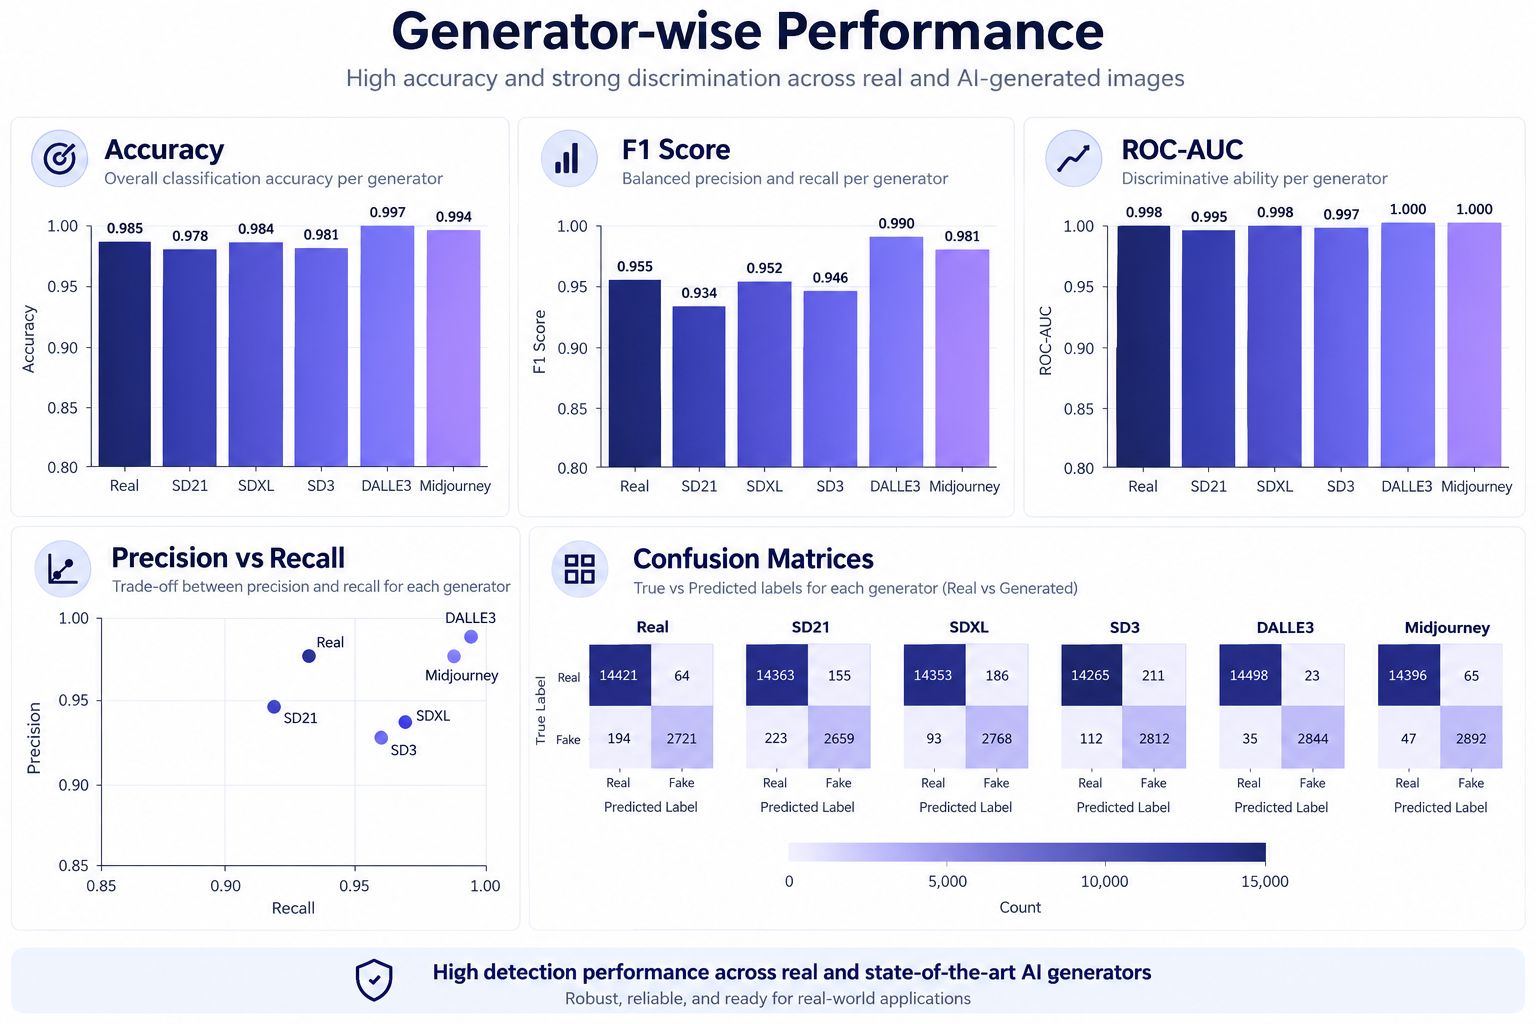 Generator-wise Performance
High accuracy and strong discrimination across real and AI-generated images
Accuracy
Overall classification accuracy per generator
Accuracy
1.00
0.95
0.90
0.85
0.80
0.985
0.978
0.984
0.981
0.997
0.994
Real SD21 SDXL SD3 DALLE3 Midjourney
F1 Score
Balanced precision and recall per generator
F1 Score
1.00
0.95
0.90
0.85
0.80
0.955
0.934
0.952
0.946
0.990
0.981
Real SD21 SDXL SD3 DALLE3 Midjourney
ROC-AUC
Discriminative ability per generator
ROC-AUC
1.00
0.95
0.90
0.85
0.80
0.998
0.995
0.998
0.997
1.000
1.000
Real SD21 SDXL SD3 DALLE3 Midjourney
Precision vs Recall
Trade-off between precision and recall for each generator
Precision
1.00
0.95
0.90
0.85
DALLE3
Real
Midjourney
SD21
SDXL
SD3
0.85 0.90 0.95 1.00
Recall
Confusion Matrices
True vs Predicted labels for each generator (Real vs Generated)
True Label
Real SD21 SDXL SD3 DALLE3 Midjourney
Real 14421 64 14363 155 14353 186 14265 211 14498 23 14396 65
Fake 194 2721 223 2659 93 2768 112 2812 35 2844 47 2892
Real Fake Real Fake Real Fake Real Fake Real Fake Real Fake
Predicted Label Predicted Label Predicted Label Predicted Label Predicted Label Predicted Label
0 5,000 10,000 15,000
Count
High detection performance across real and state-of-the-art AI generators
Robust, reliable, and ready for real-world applications